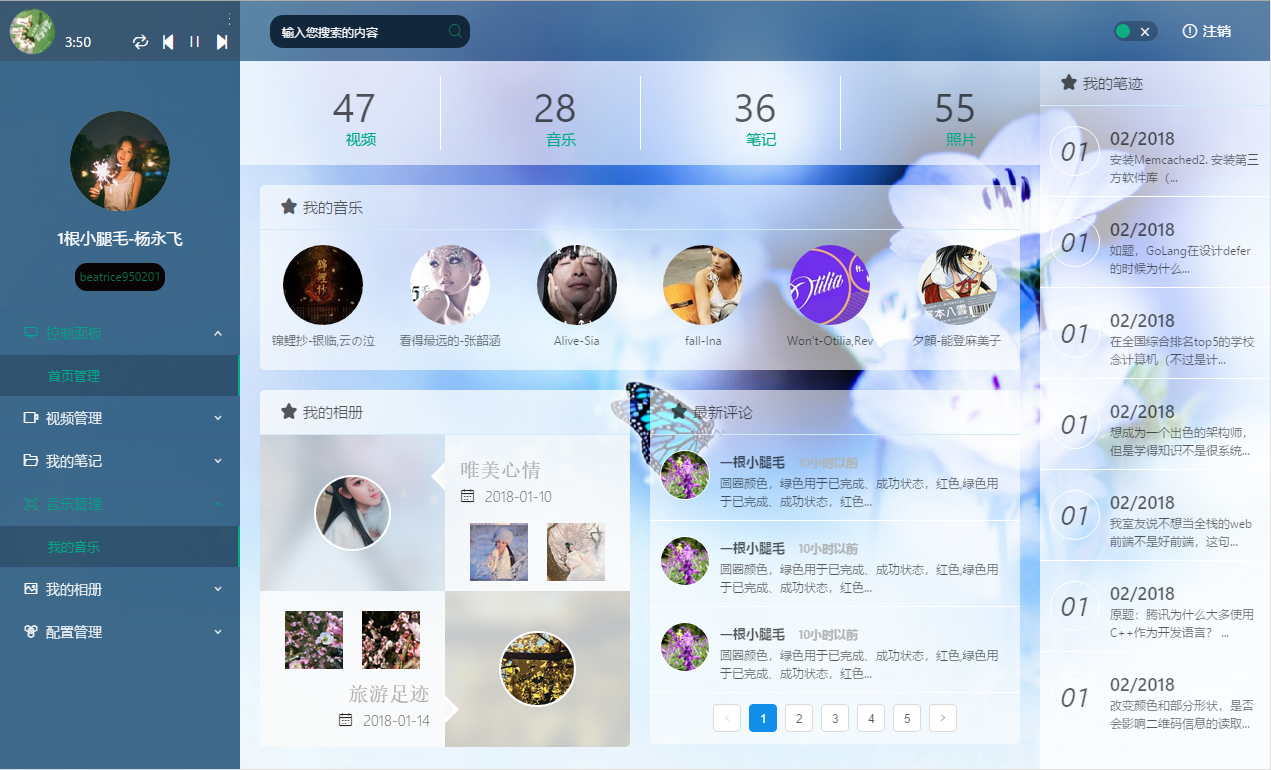 3:50
输入您搜索的内容
注销
1根小腿毛-杨永飞
beatrice950201
控制面板
首页管理
视频管理
我的笔记
音乐管理
我的音乐
我的相册
配置管理
47
视频
28
音乐
36
笔记
55
照片
我的音乐
锦鲤抄-银临,云の泣
看得最远的-张韶涵
Alive-Sia
fall-Ina
Won't-Otilia,Rev
夕顔-能登麻美子
我的相册
唯美心情
2018-01-10
旅游足迹
2018-01-14
最新评论
一根小腿毛 10小时以前
圆圈颜色，绿色用于已完成、成功状态，红色,绿色用
于已完成、成功状态，红色...
一根小腿毛 10小时以前
圆圈颜色，绿色用于已完成、成功状态，红色,绿色用
于已完成、成功状态，红色...
一根小腿毛 10小时以前
圆圈颜色，绿色用于已完成、成功状态，红色,绿色用
于已完成、成功状态，红色...
1 2 3 4 5
我的笔迹
01
02/2018
安装Memcached2. 安装第三
方软件库（...
01
02/2018
如题，GoLang在设计defer
的时候为什么...
01
02/2018
在全国综合排名top5的学校
念计算机（不过是计...
01
02/2018
想成为一个出色的架构师，
但是学得知识不是很系统...
01
02/2018
我室友说不想当全栈的web
前端不是好前端，这句...
01
02/2018
原题：腾讯为什么大多使用
C++作为开发语言？ ...
01
02/2018
改变颜色和部分形状，是否
会影响二维码信息的读取...